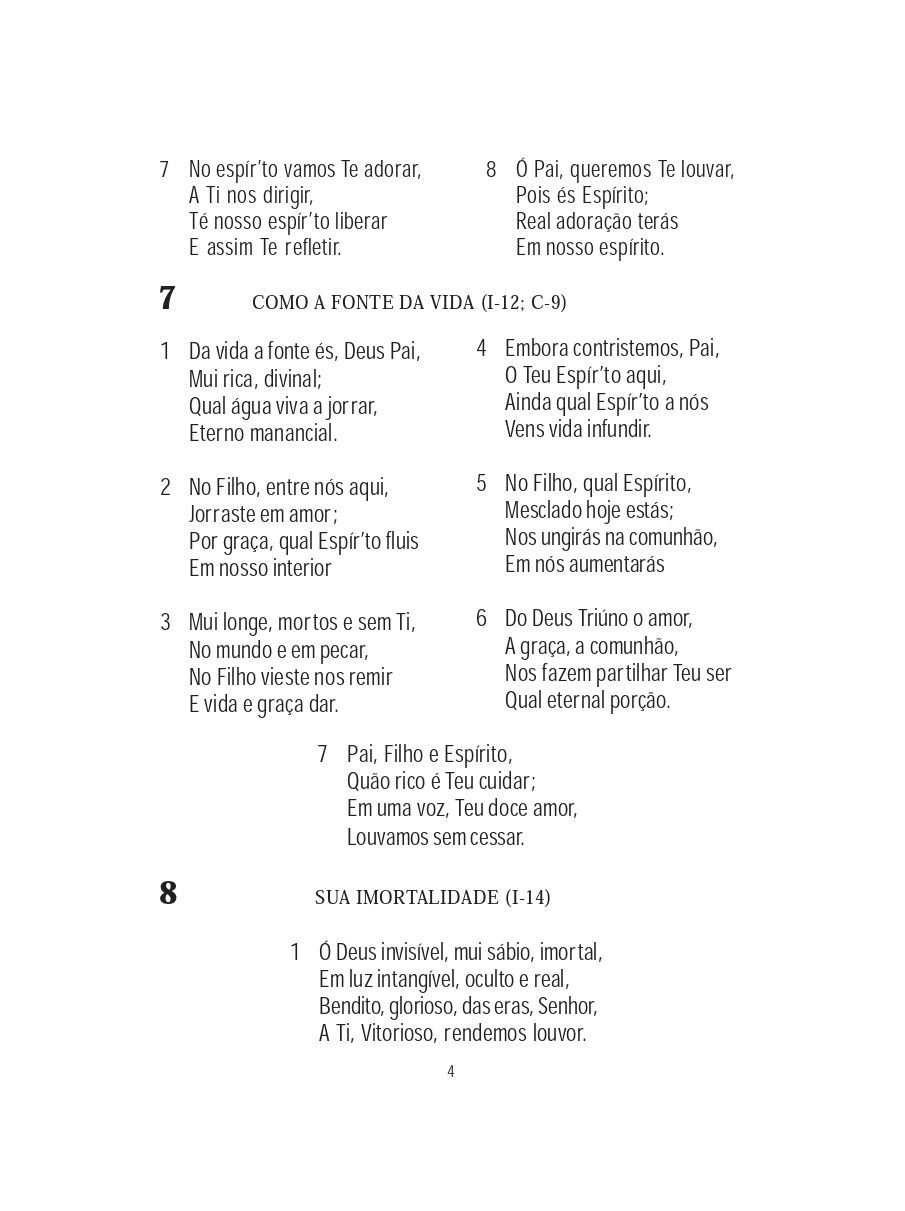 7 No espír’to vamos Te adorar,
A Ti nos dirigir,
Té nosso espír’to liberar
E assim Te refletir.
8 Ó Pai, queremos Te louvar,
Pois és Espírito;
Real adoração terás
Em nosso espírito.
7 COMO A FONTE DA VIDA (I-12; C-9)
1 Da vida a fonte és, Deus Pai,
Mui rica, divinal;
Qual água viva a jorrar,
Eterno manancial.
2 No Filho, entre nós aqui,
Jorraste em amor;
Por graça, qual Espír’to fluis
Em nosso interior
3 Mui longe, mortos e sem Ti,
No mundo e em pecar,
No Filho vieste nos remir
E vida e graça dar.
4 Embora contristemos, Pai,
O Teu Espír’to aqui,
Ainda qual Espír’to a nós
Vens vida infundir.
5 No Filho, qual Espírito,
Mesclado hoje estás;
Nos ungirás na comunhão,
Em nós aumentarás
6 Do Deus Triúno o amor,
A graça, a comunhão,
Nos fazem partilhar Teu ser
Qual eternal porção.
7 Pai, Filho e Espírito,
Quão rico é Teu cuidar;
Em uma voz, Teu doce amor,
Louvamos sem cessar.
8 SUA IMORTALIDADE (I-14)
1 Ó Deus invisível, mui sábio, imortal,
Em luz intangível, oculto e real,
Bendito, glorioso, das eras, Senhor,
A Ti, Vitorioso, rendemos louvor.
4